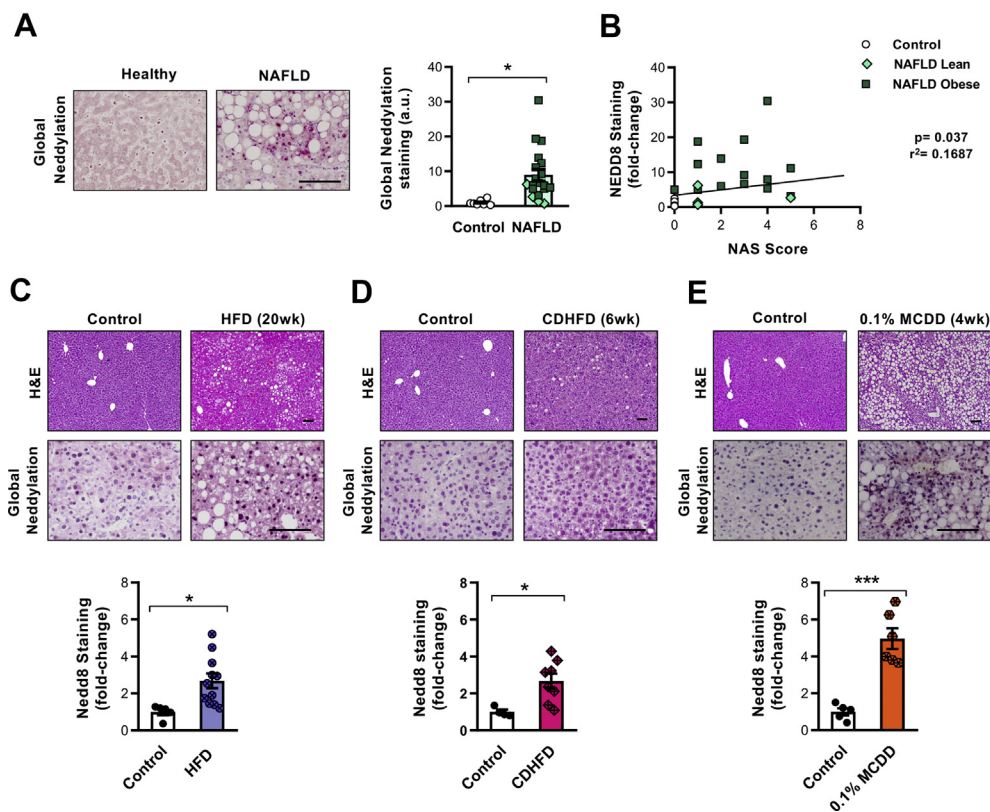 A
Healthy
NAFLD
Global
Neddylation
Global Neddylation
staining (a.u.)
40
30
20
10
0
*
Control
NAFLD
B
Control
NAFLD Lean
NAFLD Obese
NEDD8 Staining
(fold-change)
40
30
20
10
0
0
2
4
6
8
NAS Score
p= 0.037
r²= 0.1687
C
Control
HFD (20wk)
H&E
Global
Neddylation
Nedd8 Staining
(fold-change)
8
6
4
2
0
*
Control
HFD
D
Control
CDHFD (6wk)
H&E
Global
Neddylation
Nedd8 staining
(fold-change)
8
6
4
2
0
*
Control
CDHFD
E
Control
0.1% MCDD (4wk)
H&E
Global
Neddylation
Nedd8 staining
(fold-change)
8
6
4
2
0
***
Control
0.1% MCDD